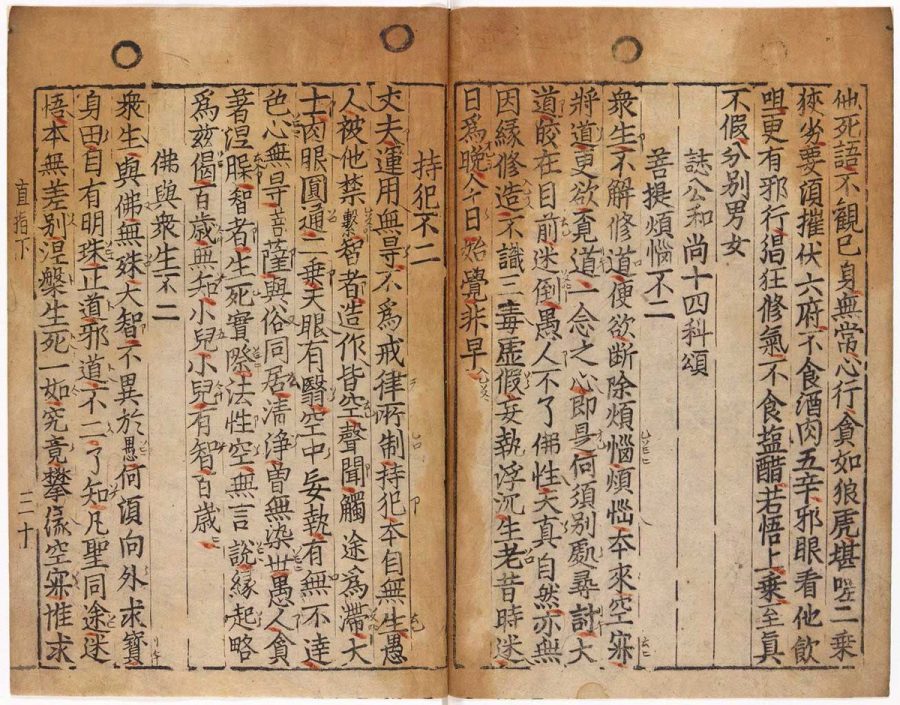 他死語不觀已身無常心行貪如狼虎堪嗟二乗
狹劣要湏摧伏六府不食酒肉五辛邪眼看他飮
咀更有邪行猖狂修氣不食塩醋若悟上乗至眞
不假分別男女
誌公和尚十四科頌
菩提煩惱不二
衆生不解修道便欲断除煩惱煩惱本來空寂
將道更欲覔道一念之心即是何須別處尋討大
道皎在目前迷倒愚人不了佛性天真自然亦無
因緣修造不識三毒虛假妄執浮沉生老昔時迷
日爲晚今日始覺非早
持犯不二
丈夫運用無㝵不爲戒律所制持犯本自無生愚
人被他禁繫智者造作皆空聲聞觸途爲滯大
士肉眼圓通二乗天眼有翳空中妄執有無不達
色心無㝵菩薩與俗同居淸淨曽無染世愚人貪
著涅槃智者生死實際法性空無言說緣起略
爲兹偈百歲無知小兒小兒有智百歲
佛與衆生不二
衆生與佛無殊大智不異於愚何湏向外求寶
身田自有明珠正道邪道不二了知凡聖同途迷
悟本無差別涅槃生死一如究竟攀緣空寂惟求
直指下
二十